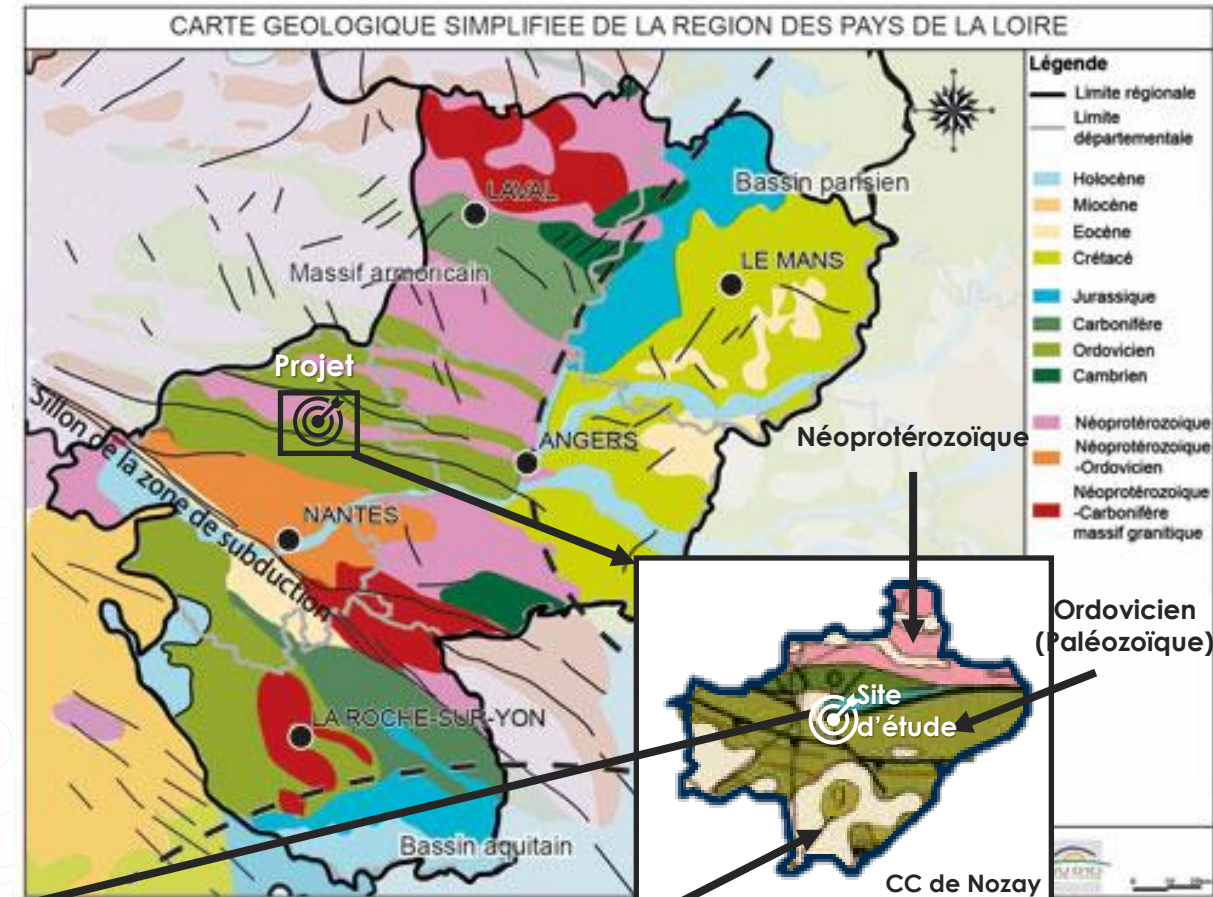 CARTE GEOLOGIQUE SIMPLIFIEE DE LA REGION DES PAYS DE LA LOIRE
Légende
Limite régionale
Limite
départementale
Holocène
Miocène
Eocène
Crétacé
Jurassique
Carbonifère
Ordovicien
Cambrien
Néoprotérozoïque
Néoprotérozoïque
-Ordovicien
Néoprotérozoïque
-Carbonifère
massif granitique
Bassin parisien
LAVAL
LE MANS
Massif armoricain
Projet
Sillon de la zone de subduction
ANGERS
NANTES
LA ROCHE-SUR-YON
Bassin aquitain
Néoprotérozoïque
Ordovicien
(Paléozoïque)
Site
d'étude
CC de Nozay